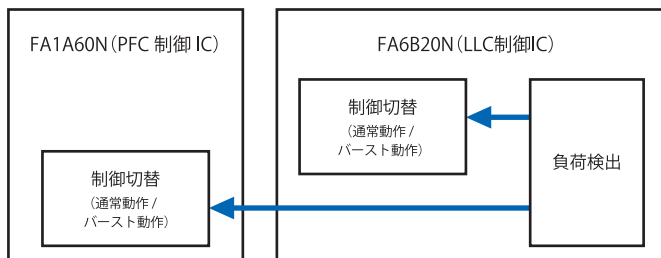 FA1A60N（PFC 制御 IC）
FA6B20N（LLC制御IC）
制御切替
（通常動作 /
バースト動作）
負荷検出
制御切替
（通常動作 /
バースト動作）